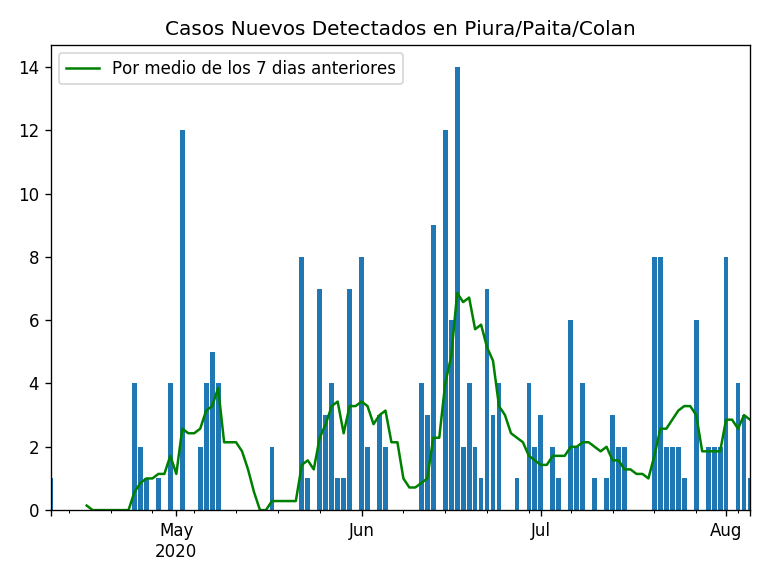 Casos Nuevos Detectados en Piura/Paita/Colan
Por medio de los 7 dias anteriores
14
12
10
8
6
4
2
0
May
2020
Jun
Jul
Aug